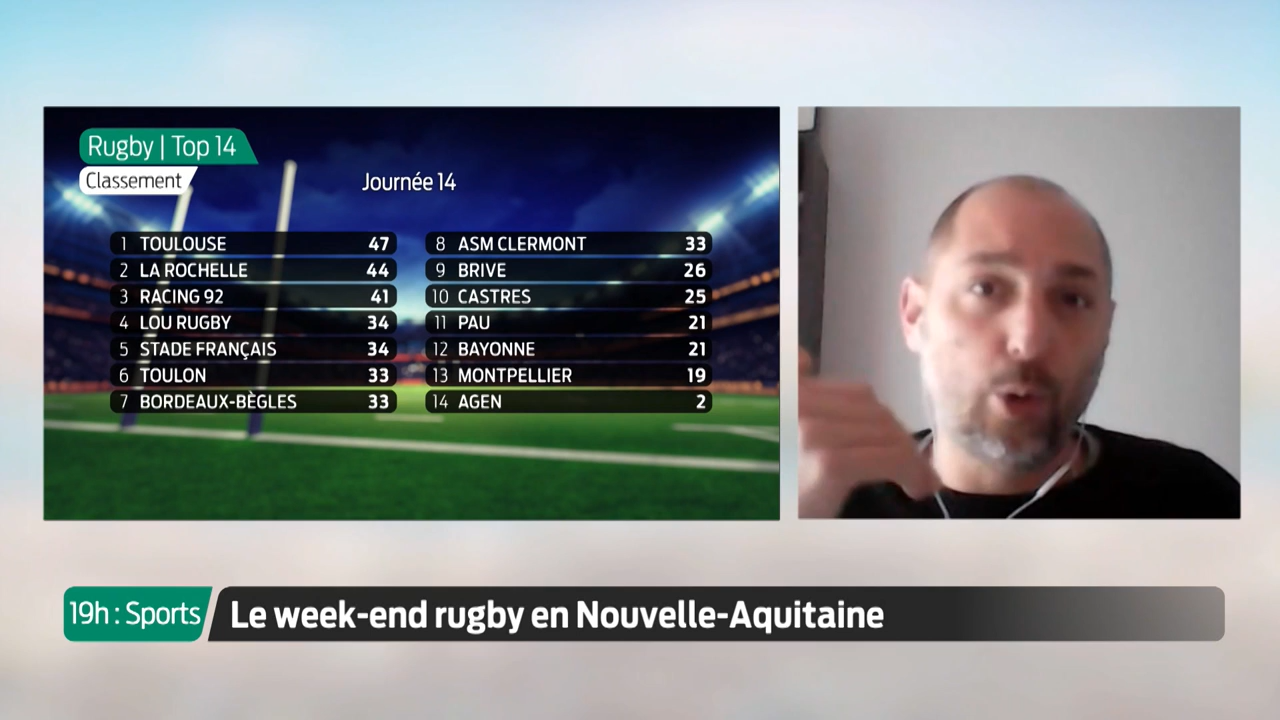 Rugby | Top 14
Classement
Journée 14
1 TOULOUSE 47
2 LA ROCHELLE 44
3 RACING 92 41
4 LOU RUGBY 34
5 STADE FRANÇAIS 34
6 TOULON 33
7 BORDEAUX-BÈGLES 33
8 ASM CLERMONT 33
9 BRIVE 26
10 CASTRES 25
11 PAU 21
12 BAYONNE 21
13 MONTPELLIER 19
14 AGEN 2
19h : Sports Le week-end rugby en Nouvelle-Aquitaine